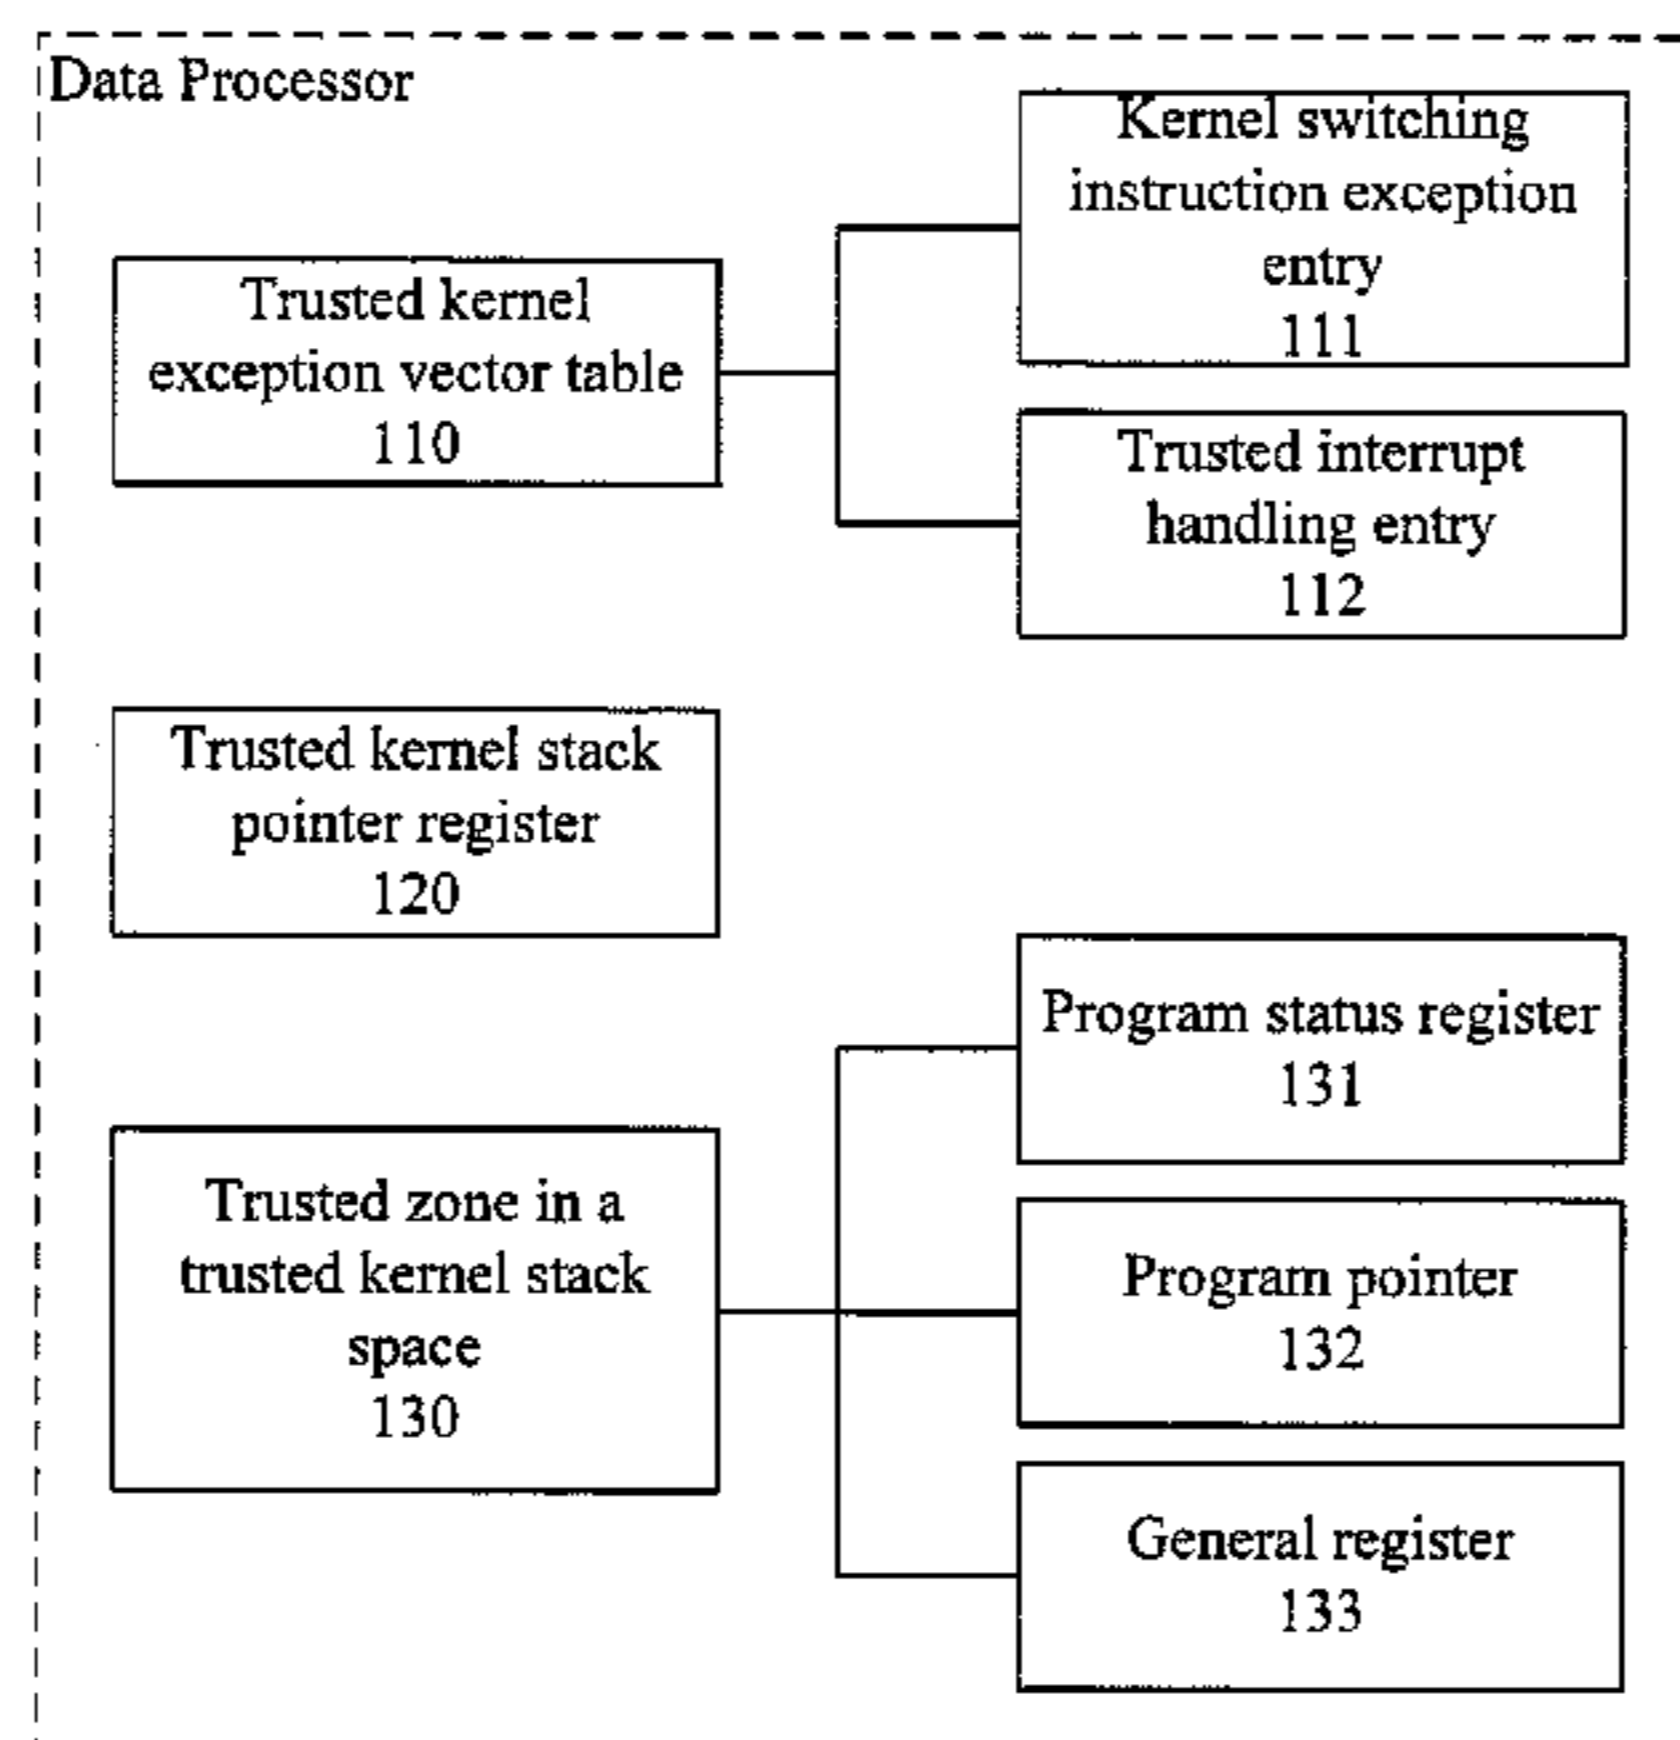 Data Processor
Kernel switching
instruction exception
entry
111
Trusted kernel
exception vector table
110
Trusted interrupt
handling entry
112
Trusted kernel stack
pointer register
120
Program status register
131
Trusted zone in a
trusted kernel stack
space
130
Program pointer
132
General register
133